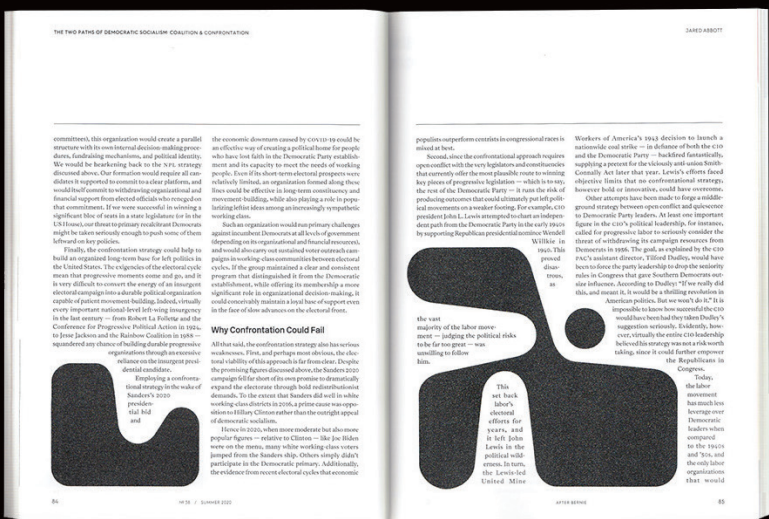 THE TWO PATHS OF DEMOCRATIC SOCIALISM COALITION & CONFRONTATION
committees), this organization would create a parallel
structure with its own internal decision-making proce-
dures, fundraising mechanisms, and political identity.
We would be hearkening back to the NPL strategy
discussed above. Our formation would require all can-
didates it supported to commit to a clear platform, and
would itself commit to withdrawing organizational and
financial support from elected officials who reneged on
that commitment. If we were successful in winning a
significant bloc of seats in a state legislature (or in the
US House), our threat to primary recalcitrant Democrats
might be taken seriously enough to push some of them
leftward on key policies.
Finally, the confrontation strategy could help to
build an organized long-term base for left politics in
the United States. The exigencies of the electoral cycle
mean that progressive moments come and go, and it
is very difficult to convert the energy of an insurgent
electoral campaign into a durable political organization
capable of patient movement-building. Indeed, virtually
every important national-level left-wing insurgency
in the last century — from Robert La Follette and the
Conference for Progressive Political Action in 1924,
to Jesse Jackson and the Rainbow Coalition in 1988 —
squandered any chance of building durable progressive
organizations through an excessive
reliance on the insurgent presi-
dential candidate.
Employing a confronta-
tional strategy in the wake of
Sanders's 2020
presiden-
tial bid
and
the economic downturn caused by COVID-19 could be
an effective way of creating a political home for people
who have lost faith in the Democratic Party establish-
ment and its capacity to meet the needs of working
people. Even if its short-term electoral prospects were
relatively limited, an organization formed along these
lines could be effective in long-term constituency and
movement-building, while also playing a role in popu-
larizing leftist ideas among an increasingly sympathetic
working class.
Such an organization would run primary challenges
against incumbent Democrats at all levels of government
(depending on its organizational and financial resources),
and would also carry out sustained voter outreach cam-
paigns in working-class communities between electoral
cycles. If the group maintained a clear and consistent
program that distinguished it from the Democratic
establishment, while offering its membership a more
significant role in organizational decision-making, it
could conceivably maintain a loyal base of support even
in the face of slow advances on the electoral front.
Why Confrontation Could Fail
All that said, the confrontation strategy also has serious
weaknesses. First, and perhaps most obvious, the elec-
toral viability of this approach is far from clear. Despite
the promising figures discussed above, the Sanders 2020
campaign fell far short of its own promise to dramatically
expand the electorate through bold redistributionist
demands. To the extent that Sanders did well in white
working-class districts in 2016, a prime cause was oppo-
sition to Hillary Clinton rather than the outright appeal
of democratic socialism.
Hence in 2020, when more moderate but also more
popular figures — relative to Clinton — like Joe Biden
were on the menu, many white working-class voters
jumped from the Sanders ship. Others simply didn't
participate in the Democratic primary. Additionally,
the evidence from recent electoral cycles that economic
84
Nº 38 / SUMMER 2020
JARED ABBOTT
populists outperform centrists in congressional races is
mixed at best.
Second, since the confrontational approach requires
open conflict with the very legislators and constituencies
that currently offer the most plausible route to winning
key pieces of progressive legislation — which is to say,
the rest of the Democratic Party — it runs the risk of
producing outcomes that could ultimately put left polit-
ical movements on a weaker footing. For example, CIO
president John L. Lewis attempted to chart an indepen-
dent path from the Democratic Party in the early 1940s
by supporting Republican presidential nominee Wendell
Willkie in
1940. This
proved
disas-
trous,
as
the vast
majority of the labor move-
ment — judging the political risks
to be far too great — was
unwilling to follow
him.
This
set back
labor's
electoral
efforts for
years, and
it left John
Lewis in the
political wild-
erness. In turn,
the Lewis-led
United Mine
Workers of America's 1943 decision to launch a
nationwide coal strike — in defiance of both the CIO
and the Democratic Party — backfired fantastically,
supplying a pretext for the viciously anti-union Smith-
Connally Act later that year. Lewis's efforts faced
objective limits that no confrontational strategy,
however bold or innovative, could have overcome.
Other attempts have been made to forge a middle-
ground strategy between open conflict and quiescence
to Democratic Party leaders. At least one important
figure in the CIO's political leadership, for instance,
called for progressive labor to seriously consider the
threat of withdrawing its campaign resources from
Democrats in 1956. The goal, as explained by the CIO
PAC's assistant director, Tilford Dudley, would have
been to force the party leadership to drop the seniority
rules in Congress that gave Southern Democrats out-
size influence. According to Dudley: "If we really did
this, and meant it, it would be a thrilling revolution in
American politics. But we won't do it." It is
impossible to know how successful the CIO
would have been had they taken Dudley's
suggestion seriously. Evidently, how-
ever, virtually the entire CIO leadership
believed his strategy was not a risk worth
taking, since it could further empower
the Republicans in
Congress.
Today,
the labor
movement
has much less
leverage over
Democratic
leaders when
compared
to the 1940s
and '50s, and
the only labor
organizations
that would
AFTER BERNIE
85